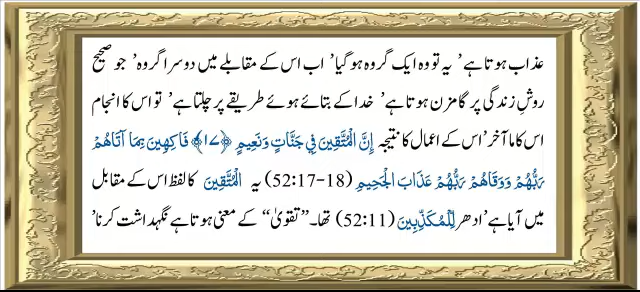 عذاب ہوتا ہے’ یہ تو وہ ایک گروہ ہو گیا’ اب اس کے مقابلے میں دوسرا گروہ’ جو صحیح
روشِ زندگی پر گامزن ہوتا ہے’ خدا کے بتائے ہوئے طریقے پر چلتا ہے’ تو اس کا انجام
اس کا مآخر’ اس کے اعمال کا نتیجہ إِنَّ الْمُتَّقِينَ فِي جَنَّاتٍ وَنَعِيمٍ ﴿۱۷﴾ فَاكِهِينَ بِمَا آتَاهُمْ
رَبُّهُمْ وَوَقَاهُمْ رَبُّهُمْ عَذَابَ الْجَحِيمِ (52:17-18) یہ الْمُتَّقِينَ کا لفظ اس کے مقابل
میں آیا ہے’ ادھر لِلْمُكَذِّبِينَ (52:11) تھا۔ “تقویٰ” کے معنی ہوتا ہے نگہداشت کرنا’